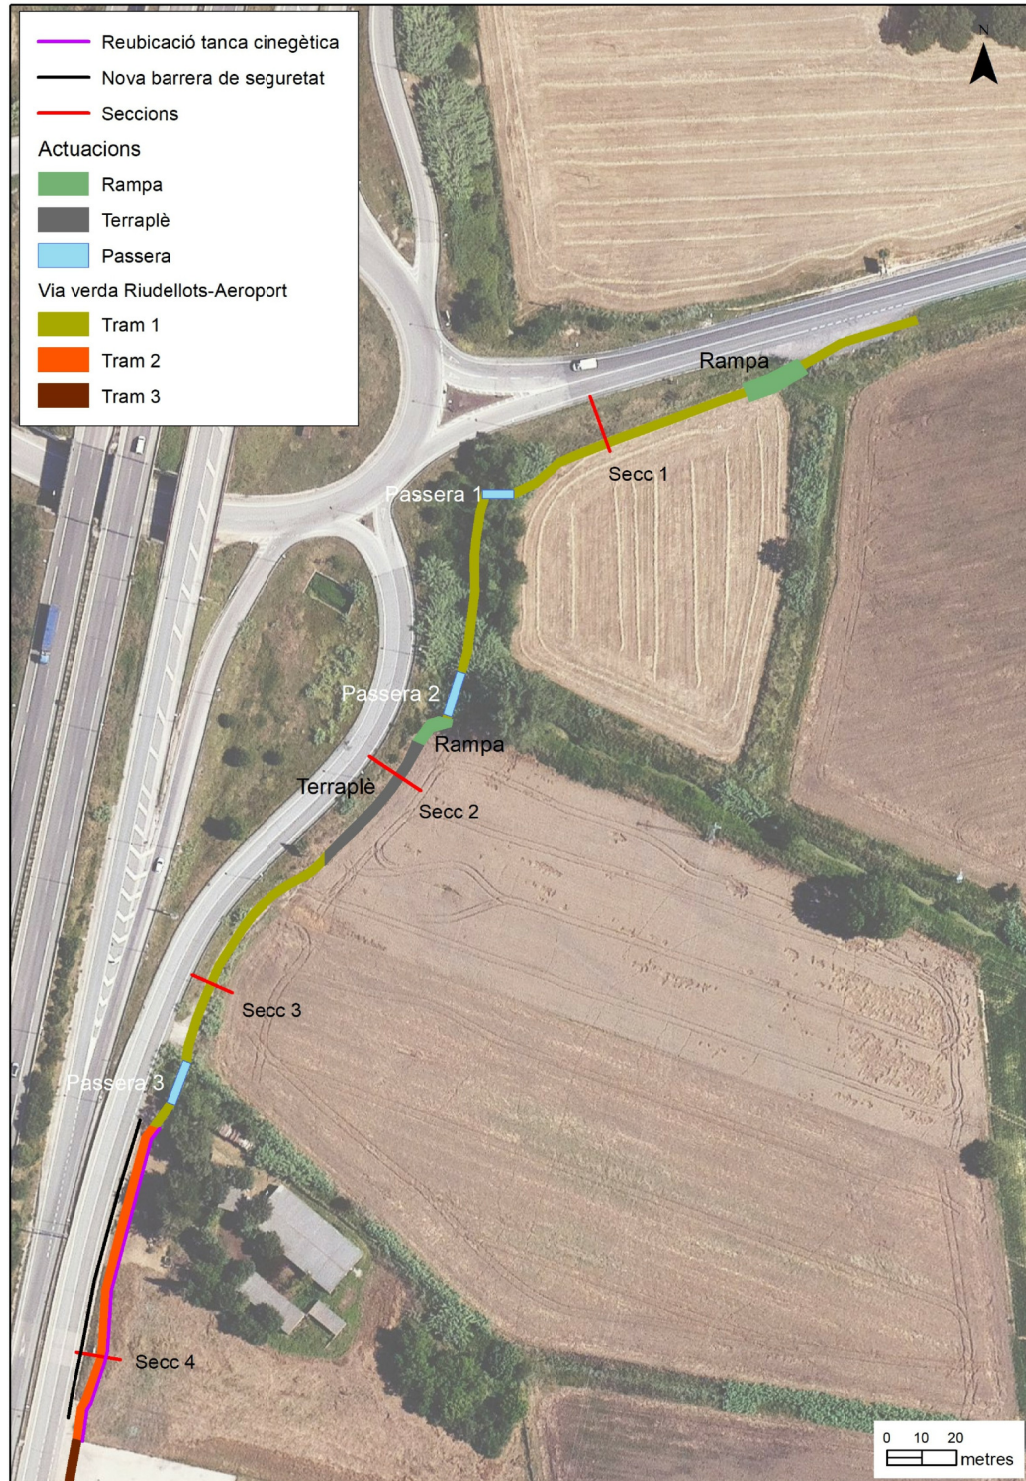 Reubicació tanca cinegètica
Nova barrera de seguretat
Seccions
Actuacions
Rampa
Terraplè
Passera
Via verda Riudellots-Aeroport
Tram 1
Tram 2
Tram 3
N
Rampa
Secc 1
Passera 1
Passera 2
Rampa
Terraplè
Secc 2
Secc 3
Passera 3
Secc 4
0 10 20
metres